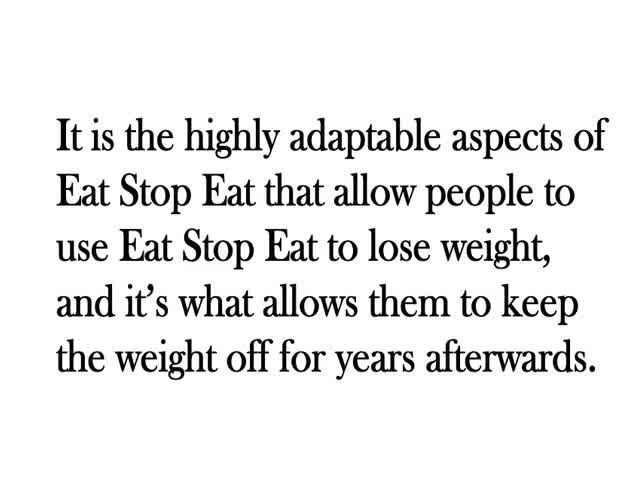 It is the highly adaptable aspects of
Eat Stop Eat that allow people to
use Eat Stop Eat to lose weight,
and it’s what allows them to keep
the weight off for years afterwards.